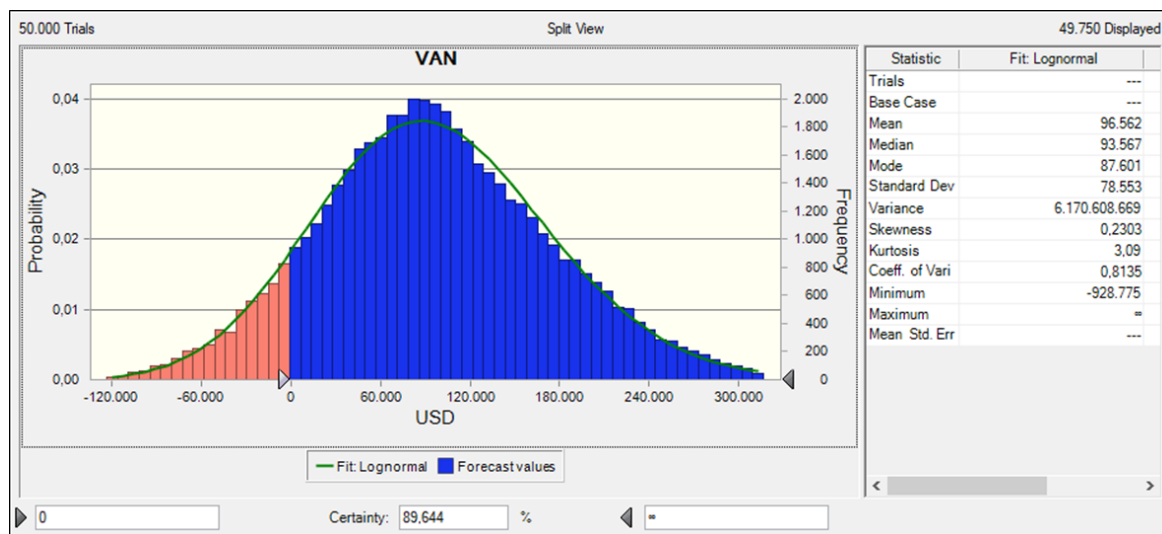 50.000 Trials
Split View
49.750 Displayed
VAN
Probability
0,04
0,03
0,02
0,01
0,00
2.000
1.800
1.600
1.400
1.200
1.000
800
600
400
200
0
Frequency
-120.000
-60.000
0
60.000
120.000
180.000
240.000
300.000
USD
Fit: Lognormal
Forecast values
Statistic Fit: Lognormal
Trials ---
Base Case ---
Mean 96.562
Median 93.567
Mode 87.601
Standard Dev 78.553
Variance 6.170.608.669
Skewness 0,2303
Kurtosis 3,09
Coeff. of Vari 0,8135
Minimum -928.775
Maximum ∞
Mean Std. Err ---
0
Certainty: 89,644 %
∞